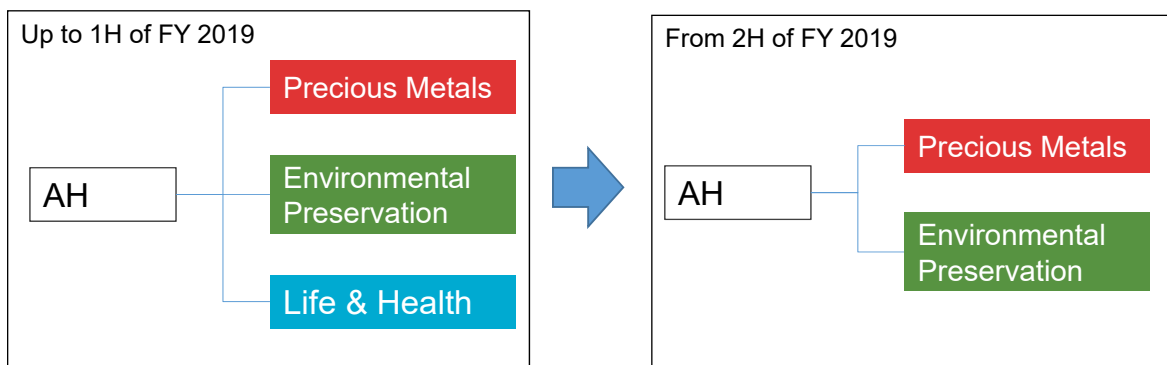 Up to 1H of FY 2019
Precious Metals
AH
Environmental
Preservation
Life & Health
From 2H of FY 2019
Precious Metals
AH
Environmental
Preservation